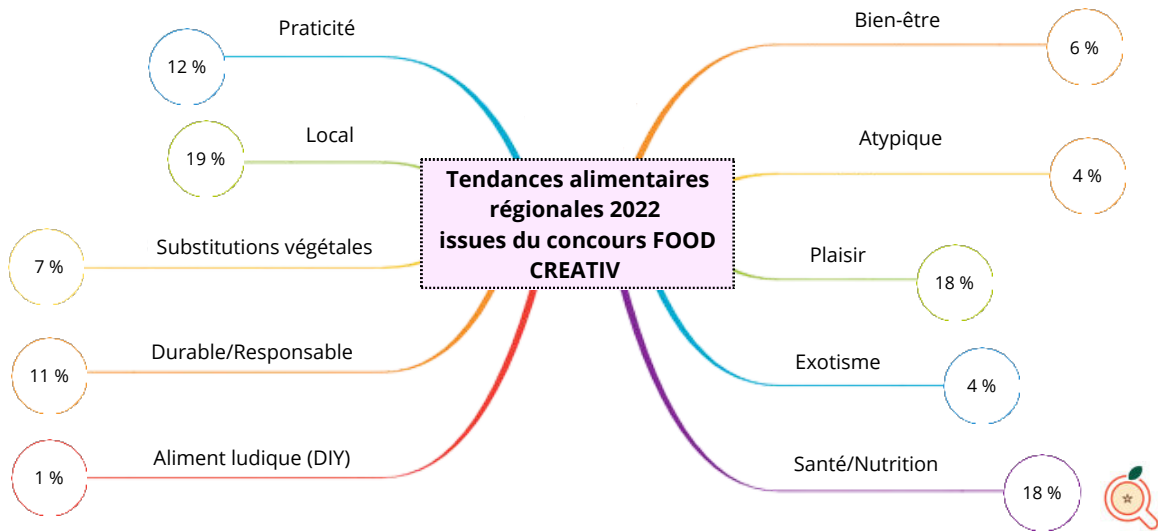 Tendances alimentaires
régionales 2022
issues du concours FOOD
CREATIV
Praticité
12 %
Local
19 %
Substitutions végétales
7 %
Durable/Responsable
11 %
Aliment ludique (DIY)
1 %
Bien-être
6 %
Atypique
4 %
Plaisir
18 %
Exotisme
4 %
Santé/Nutrition
18 %